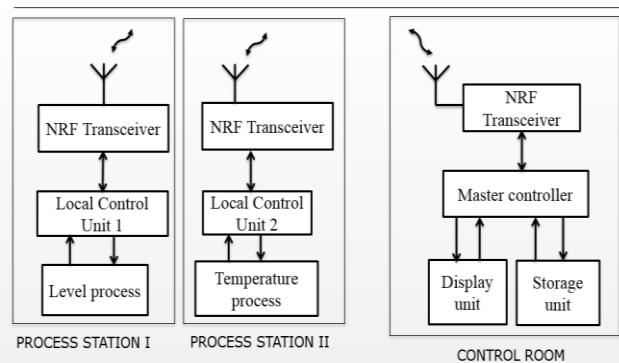 NRF Transceiver
Local Control
Unit 1
Level process
PROCESS STATION I
NRF Transceiver
Local Control
Unit 2
Temperature
process
PROCESS STATION II
NRF
Transceiver
Master controller
Display
unit
Storage
unit
CONTROL ROOM